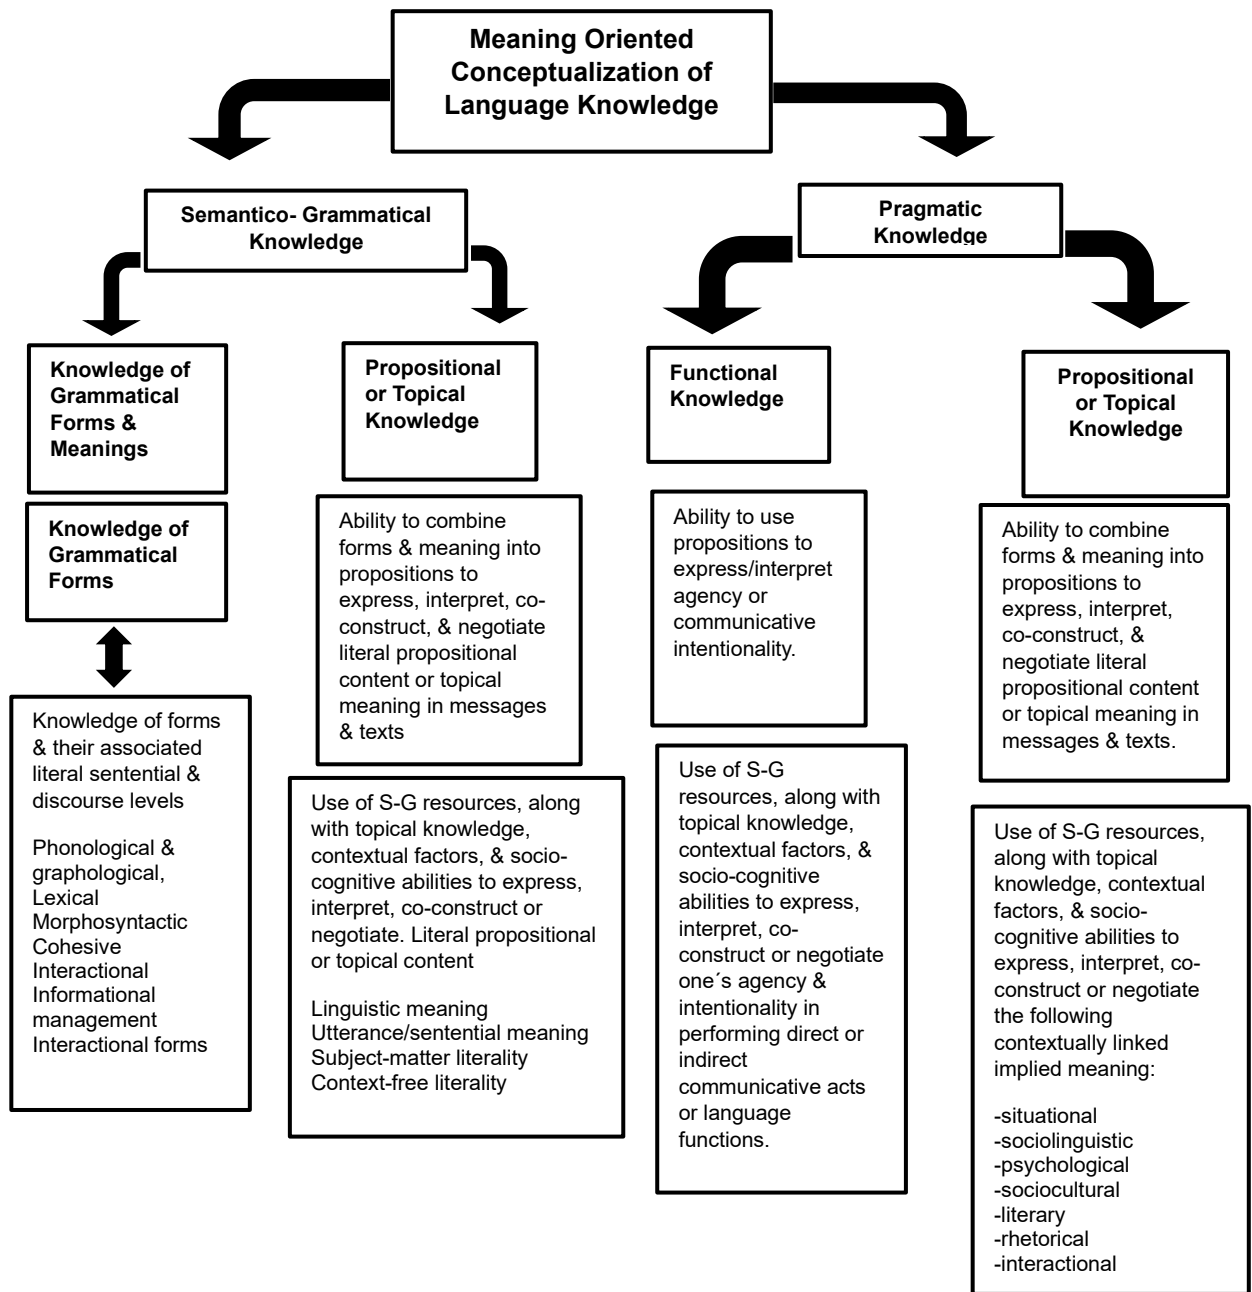 Meaning Oriented
Conceptualization of
Language Knowledge
Semantico- Grammatical
Knowledge
Pragmatic
Knowledge
Knowledge of
Grammatical
Forms &
Meanings
Knowledge of
Grammatical
Forms
Knowledge of forms
& their associated
literal sentential &
discourse levels
Phonological &
graphological,
Lexical
Morphosyntactic
Cohesive
Interactional
Informational
management
Interactional forms
Propositional
or Topical
Knowledge
Ability to combine
forms & meaning into
propositions to
express, interpret, co-
construct, & negotiate
literal propositional
content or topical
meaning in messages
& texts
Use of S-G resources, along
with topical knowledge,
contextual factors, & socio-
cognitive abilities to express,
interpret, co-construct or
negotiate. Literal propositional
or topical content
Linguistic meaning
Utterance/sentential meaning
Subject-matter literality
Context-free literality
Functional
Knowledge
Ability to use
propositions to
express/interpret
agency or
communicative
intentionality.
Use of S-G
resources, along with
topical knowledge,
contextual factors, &
socio-cognitive
abilities to express,
interpret, co-
construct or negotiate
one´s agency &
intentionality in
performing direct or
indirect
communicative acts
or language
functions.
Propositional
or Topical
Knowledge
Ability to combine
forms & meaning into
propositions to
express, interpret,
co-construct, &
negotiate literal
propositional content
or topical meaning in
messages & texts.
Use of S-G resources,
along with topical
knowledge, contextual
factors, & socio-
cognitive abilities to
express, interpret, co-
construct or negotiate
the following
contextually linked
implied meaning:
-situational
-sociolinguistic
-psychological
-sociocultural
-literary
-rhetorical
-interactional